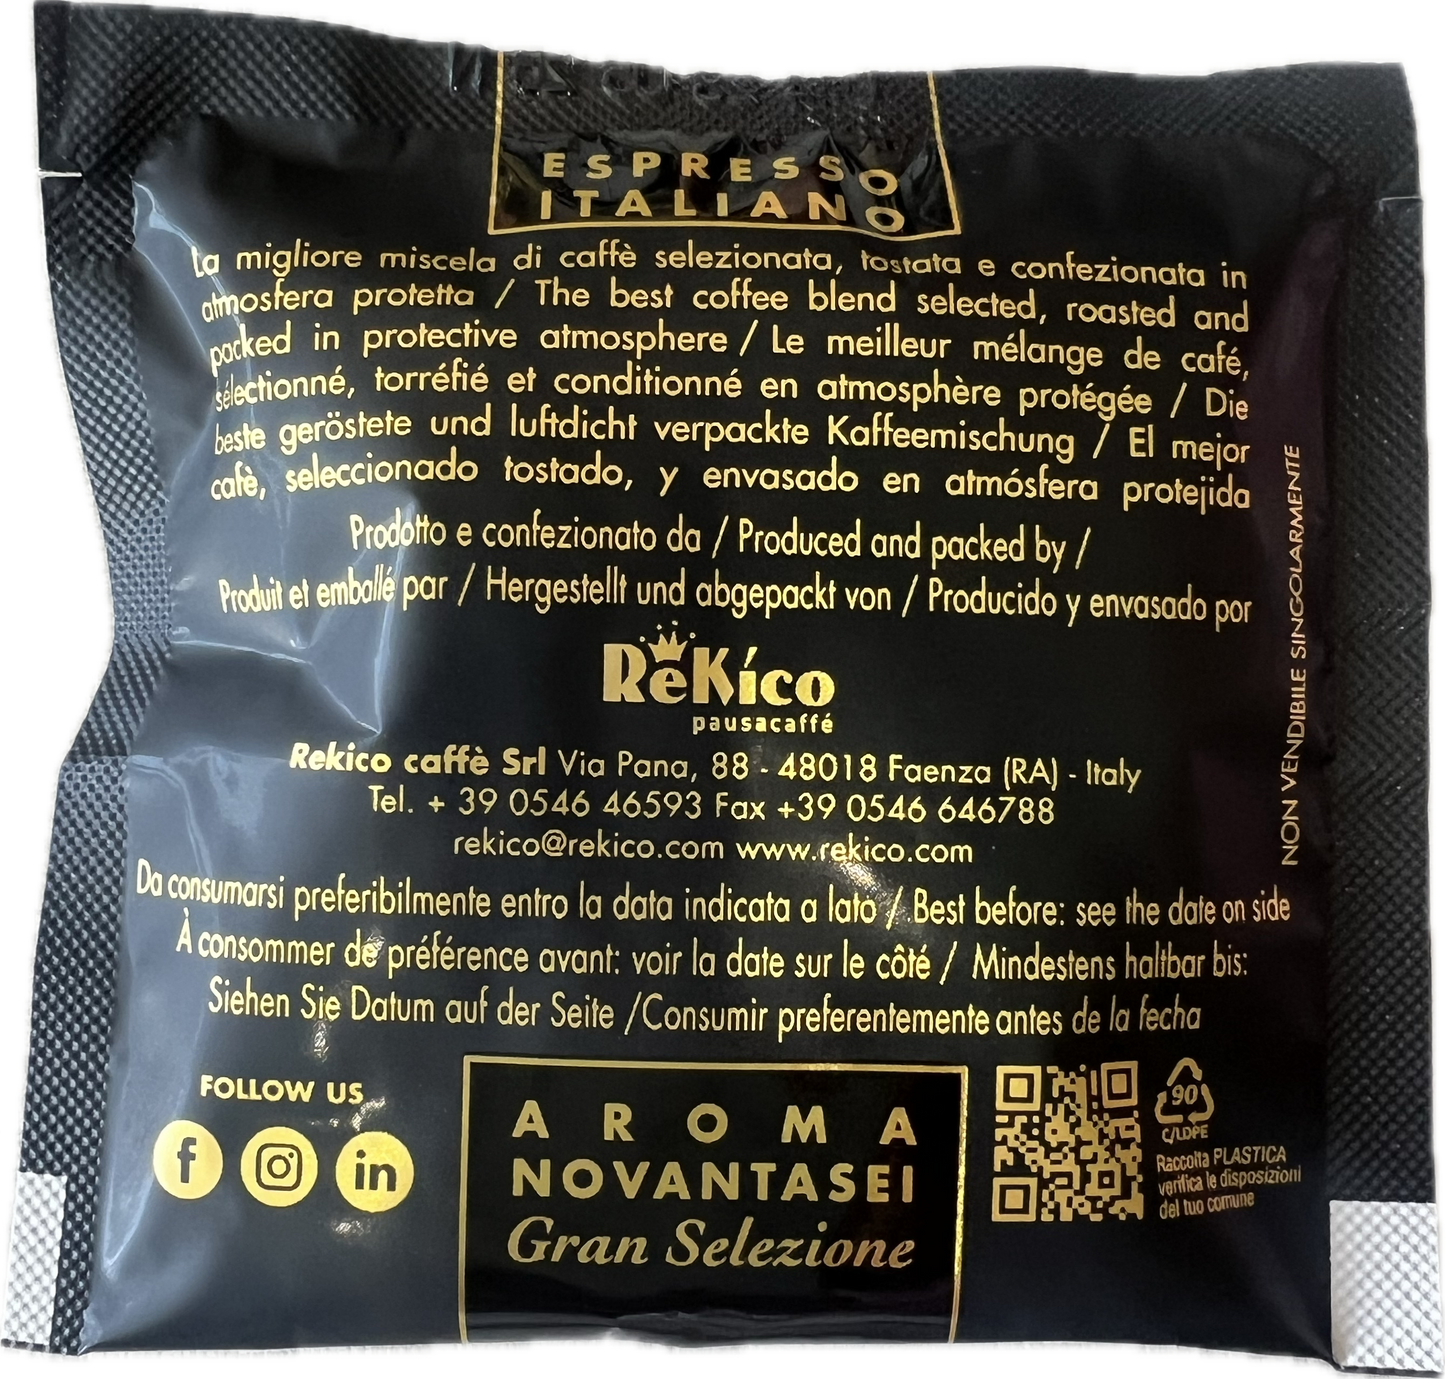 ESPRESSO
ITALIANO
La migliore miscela di caffè selezionata, tostata e confezionata in
atmosfera protetta / The best coffee blend selected, roasted and
packed in protective atmosphere / Le meilleur mélange de café,
sélectionné, torréfié et conditionné en atmosphère protégée / Die
beste geröstete und luftdicht verpackte Kaffeemischung / El mejor
cafè, seleccionado tostado, y envasado en atmósfera protejida
Prodotto e confezionato da / Produced and packed by /
Produit et emballé par / Hergestellt und abgepackt von / Producido y envasado por
ReKico
pausacaffé
Rekico caffè Srl Via Pana, 88 - 48018 Faenza (RA) - Italy
Tel. + 39 0546 46593 Fax +39 0546 646788
rekico@rekico.com www.rekico.com
Da consumarsi preferibilmente entro la data indicata a lato / Best before: see the date on side
À consommer de préférence avant: voir la date sur le côté / Mindestens haltbar bis:
Siehen Sie Datum auf der Seite /Consumir preferentemente antes de la fecha
NON VENDIBILE SINGOLARMENTE
FOLLOW US
f
in
AROMA
NOVANTASEI
Gran Selezione
90
C/LDPE
Raccolta PLASTICA
verifica le disposizioni
del tuo comune